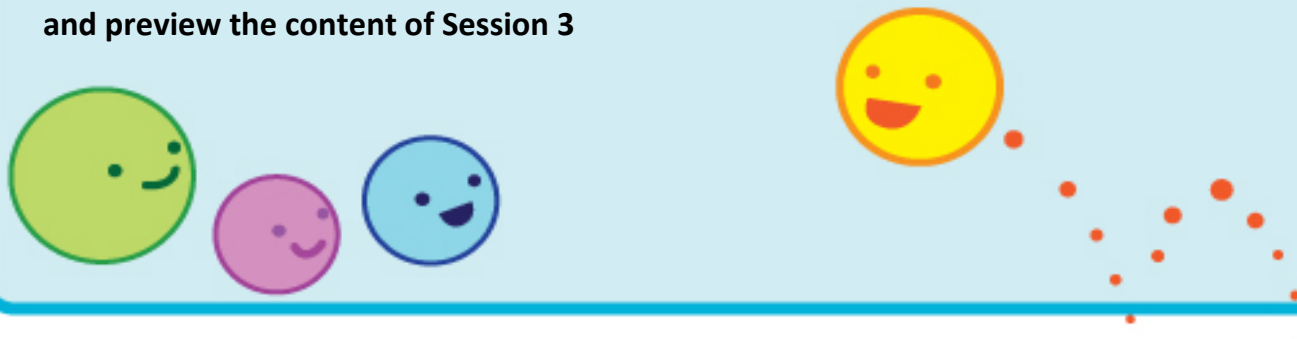 and preview the content of Session 3